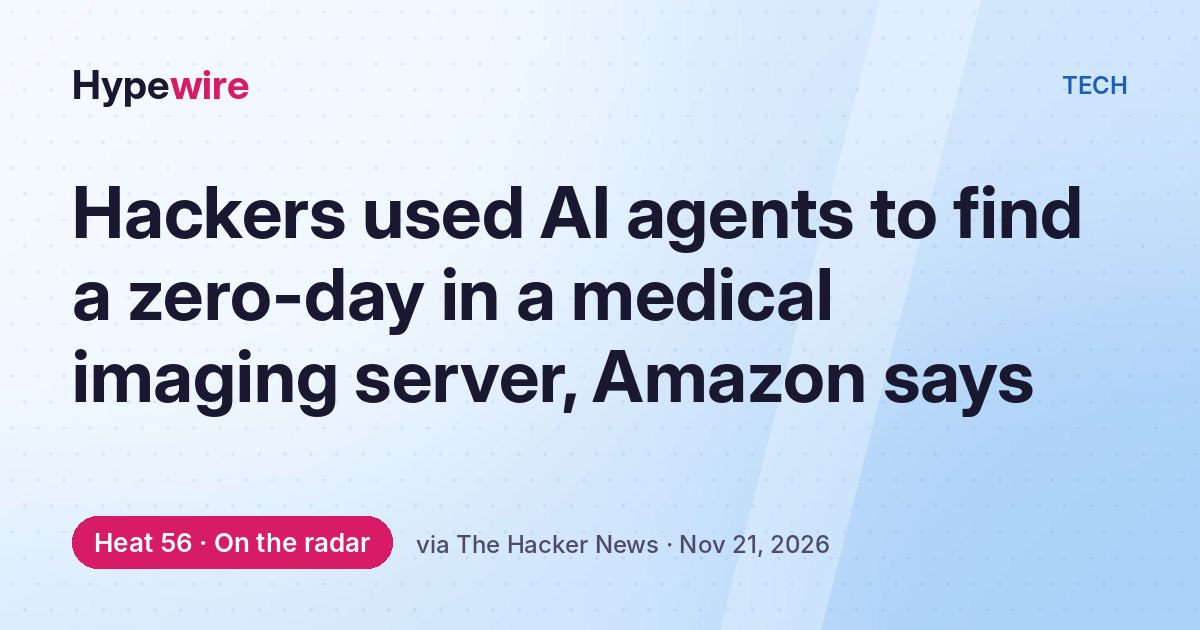 Hypewire
TECH
Hackers used AI agents to find
a zero-day in a medical
imaging server, Amazon says
Heat 56 · On the radar
via The Hacker News · Nov 21, 2026